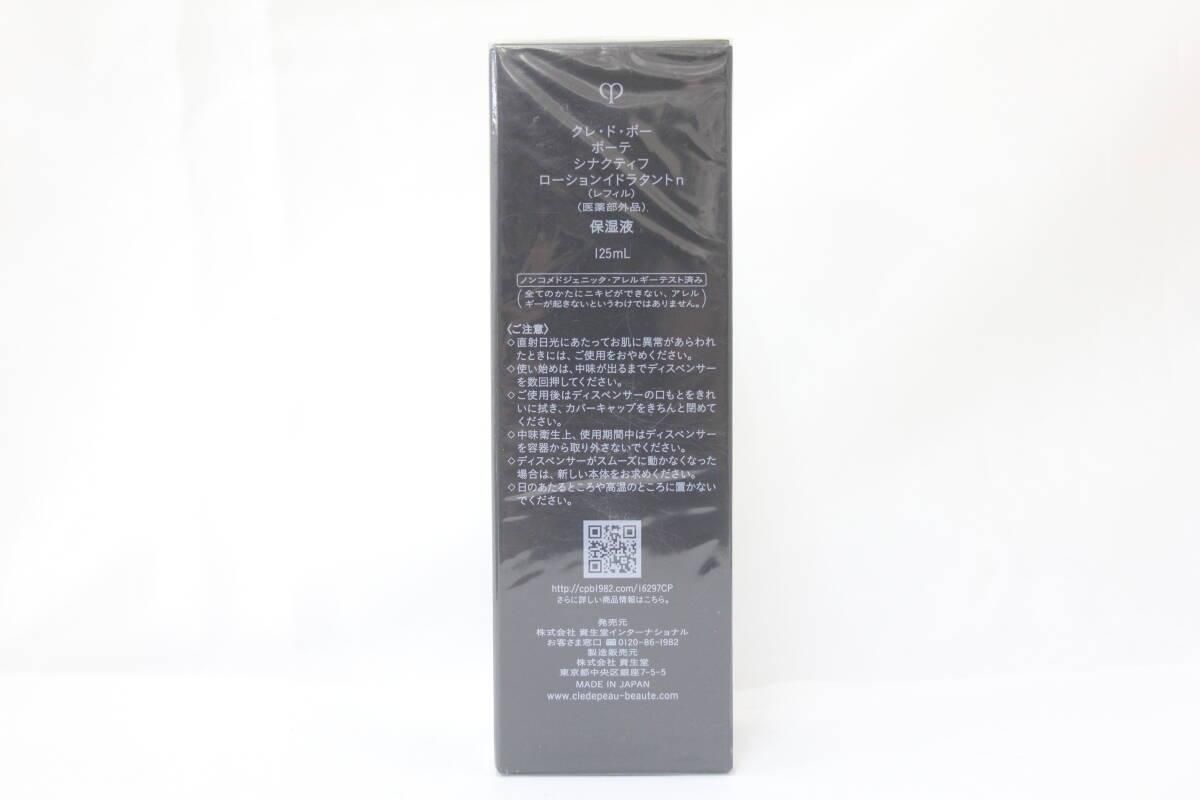 クレ・ド・ポー
ボーテ
シナクティフ
ローションイドラタントn
（レフィル）
（医薬部外品）
保湿液
125mL
ノンコメドジェニック・アレルギーテスト済み
（全てのかたにニキビができない、アレル
ギーが起きないというわけではありません。）
〈ご注意〉
◇直射日光にあたってお肌に異常があらわれ
たときには、ご使用をおやめください。
◇使い始めは、中味が出るまでディスペンサー
を数回押してください。
◇ご使用後はディスペンサーの口もとをきれ
いに拭き、カバーキャップをきちんと閉めて
ください。
◇中味衛生上、使用期間中はディスペンサー
を容器から取り外さないでください。
◇ディスペンサーがスムーズに動かなくなった
場合は、新しい本体をお求めください。
◇日のあたるところや高温のところに置かない
でください。
http://cpb1982.com/16297CP
さらに詳しい商品情報はこちら。
発売元
株式会社 資生堂インターナショナル
お客さま窓口 0120-86-1982
製造販売元
株式会社 資生堂
東京都中央区銀座7-5-5
MADE IN JAPAN
www.cledepeau-beaute.com